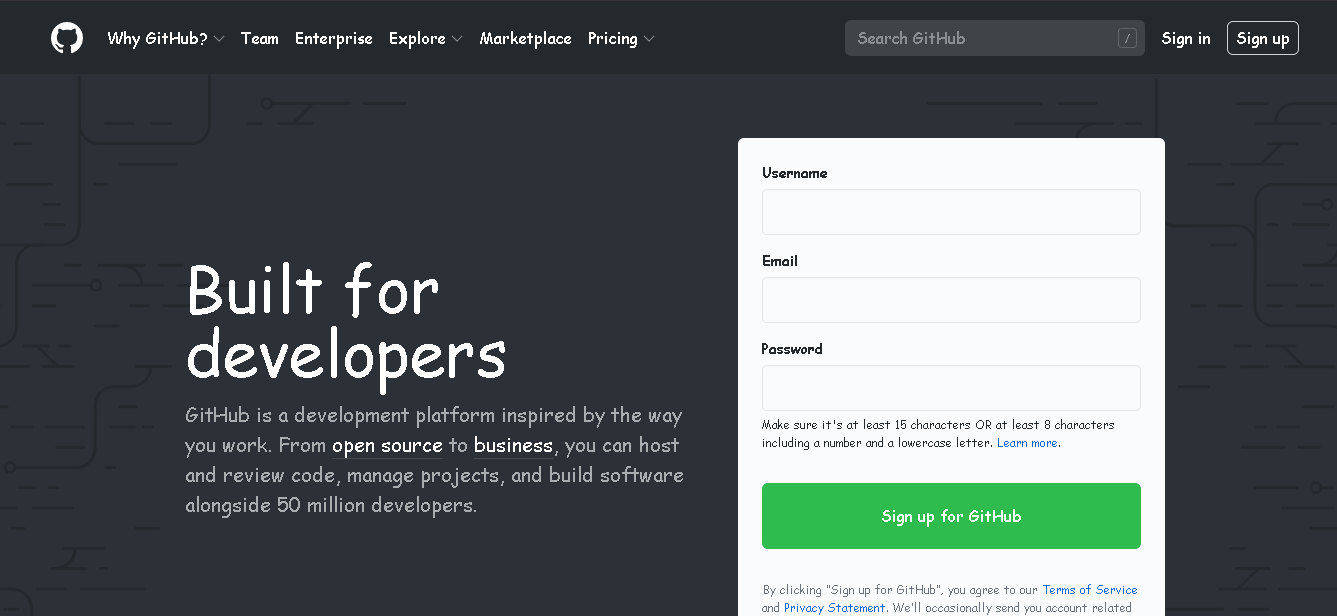 Why GitHub? Team Enterprise Explore Marketplace Pricing Search GitHub / Sign in Sign up
Username
Email
Built for
developers
Password
GitHub is a development platform inspired by the way
you work. From open source to business, you can host
and review code, manage projects, and build software
alongside 50 million developers.
Make sure it's at least 15 characters OR at least 8 characters
including a number and a lowercase letter. Learn more.
Sign up for GitHub
By clicking "Sign up for GitHub", you agree to our Terms of Service
and Privacy Statement. We'll occasionally send you account related